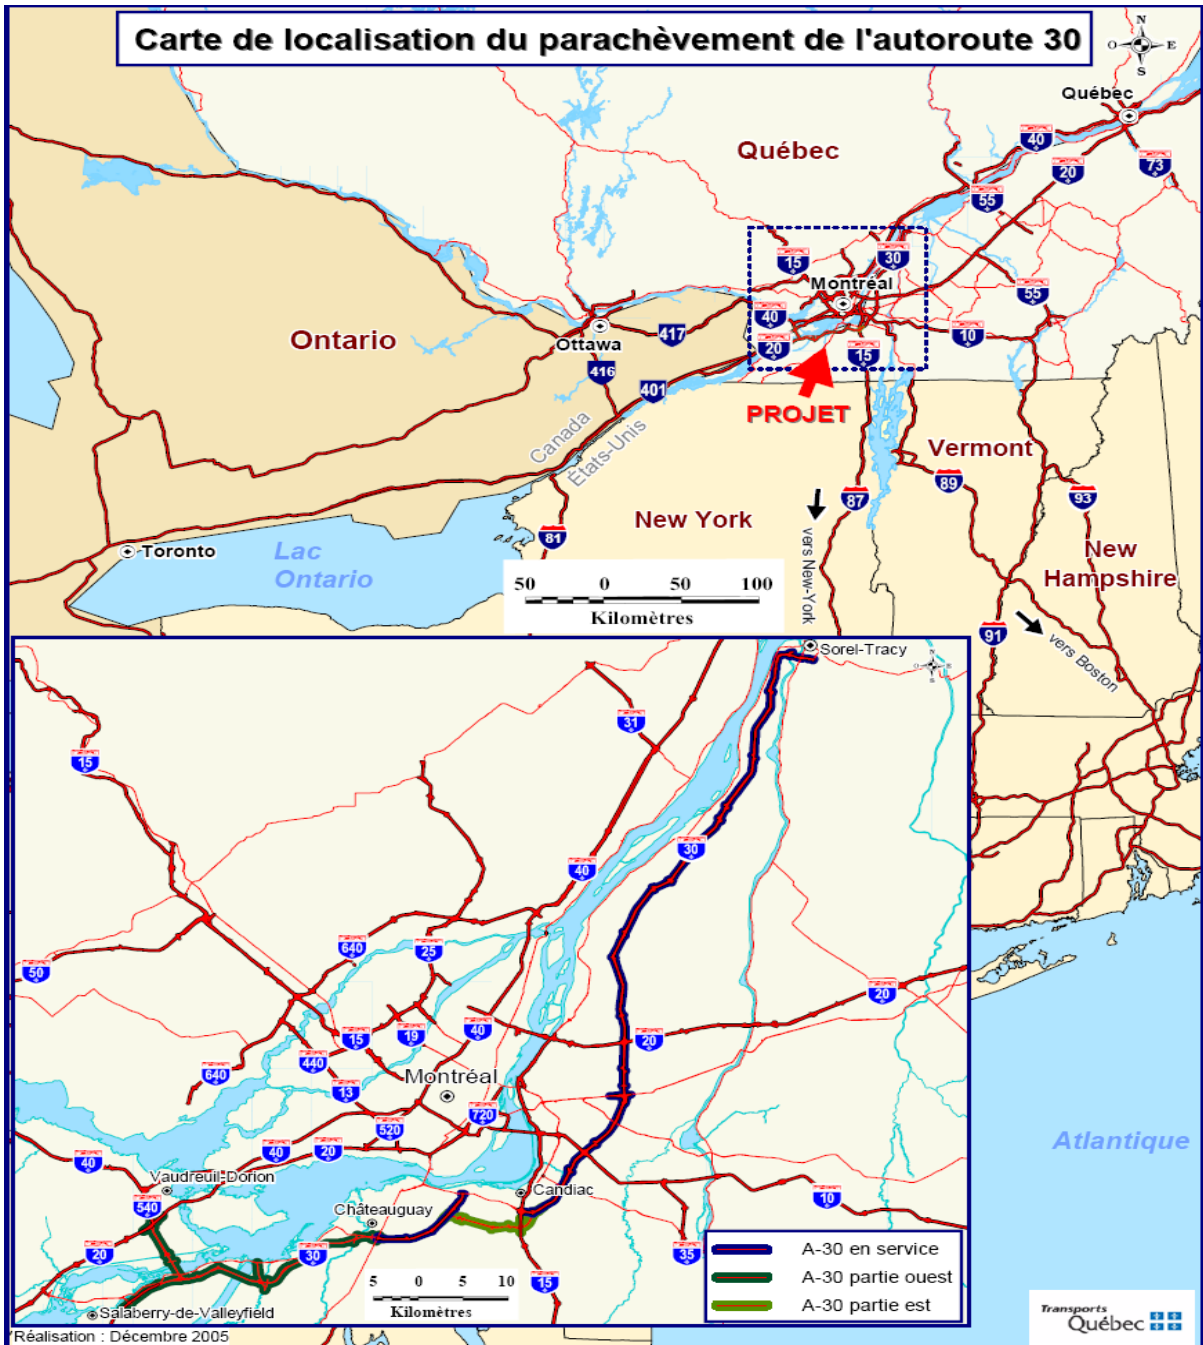 Carte de localisation du parachèvement de l'autoroute 30
N
O
E
S
Québec
40
Québec
20
73
55
15
30
Montréal
55
40
417
Ontario
Ottawa
10
20
15
416
401
PROJET
Canada
États-Unis
Vermont
89
87
93
New York
81
Toronto
Lac
Ontario
vers New-York
New
Hampshire
50 0 50 100
Kilomètres
91
vers Boston
Sorel-Tracy
31
15
30
40
640
25
50
20
15
19
40
20
440
640
13
Montréal
720
520
40
20
40
Vaudreuil-Dorion
Candiac
10
540
Châteauguay
20
30
35
15
5 0 5 10
Kilomètres
Salaberry-de-Valleyfield
A-30 en service
A-30 partie ouest
A-30 partie est
Atlantique
Transports
Québec
Réalisation : Décembre 2005